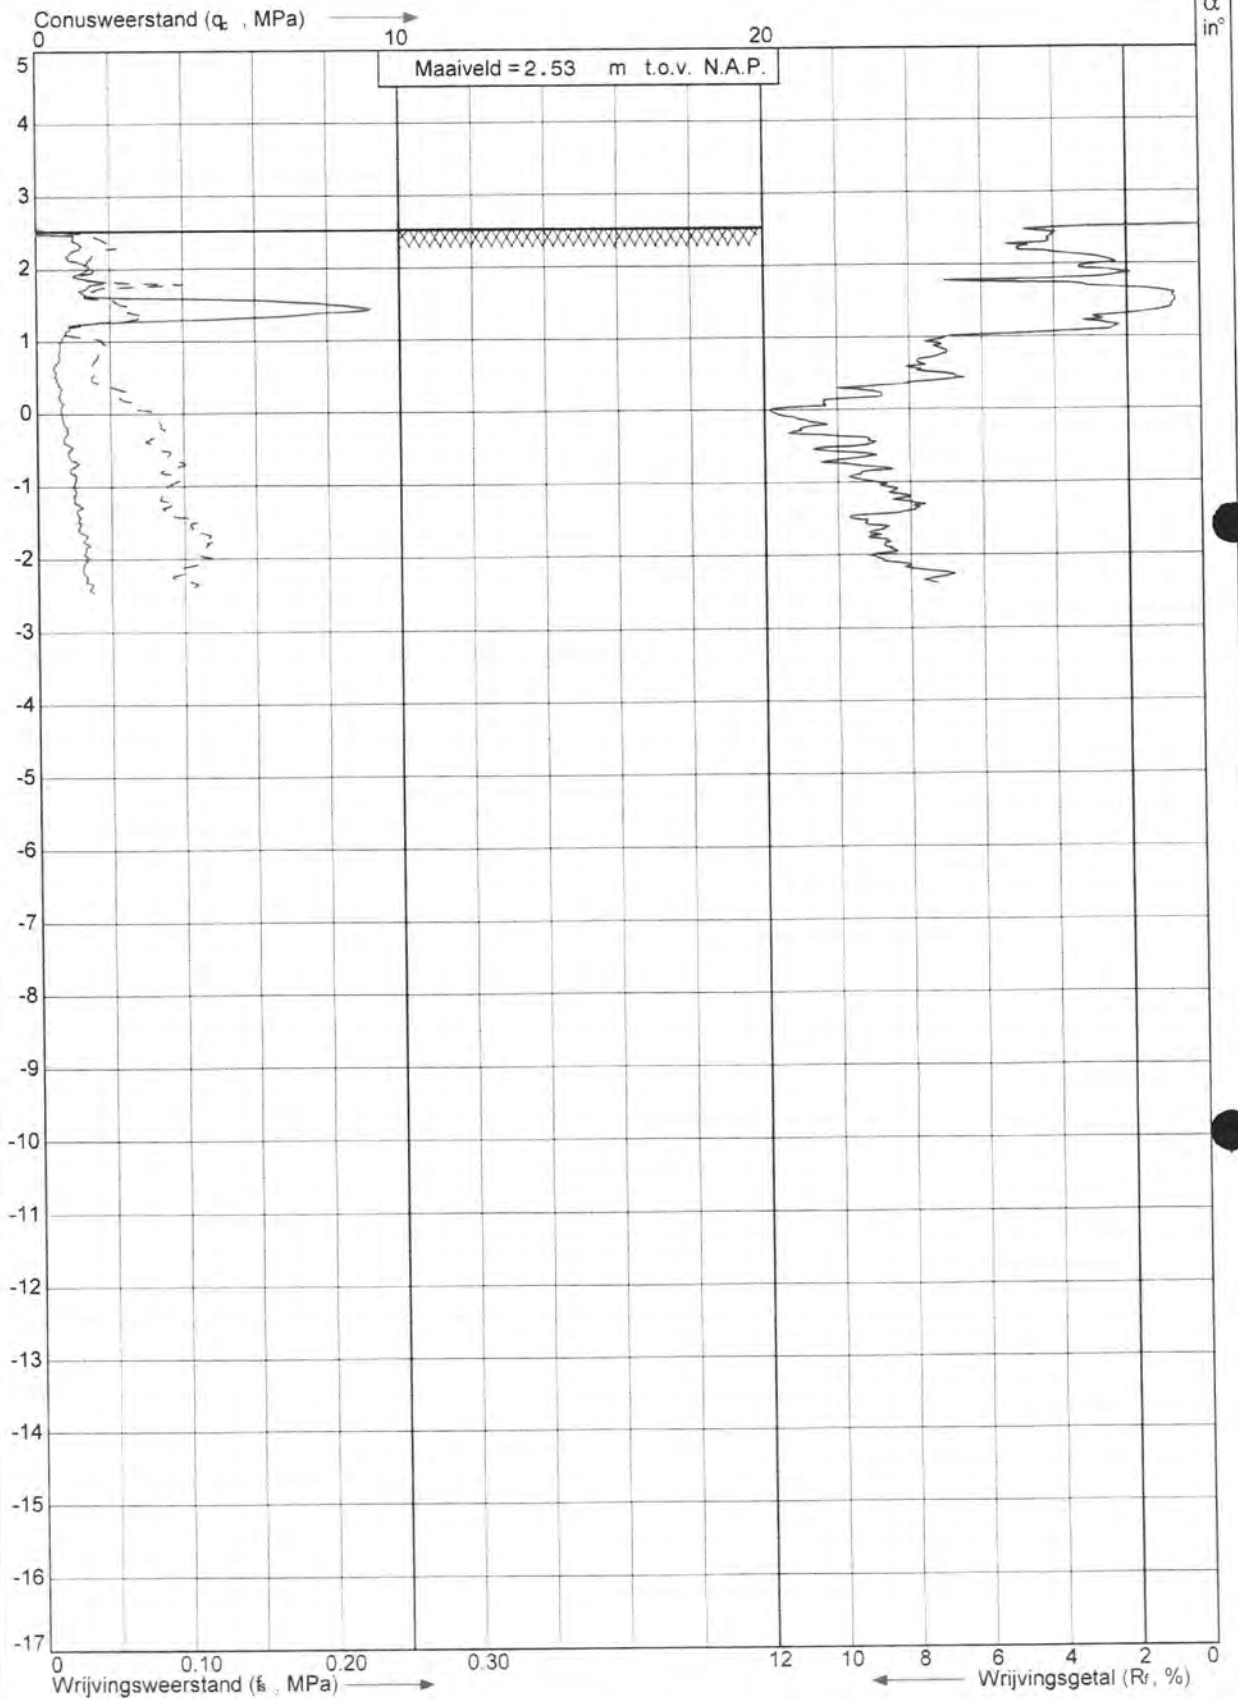 Conusweerstand (qc , MPa)
α
in°
0 10 20
Maaiveld = 2.53 m t.o.v. N.A.P.
5
4
3
2
1
0
-1
-2
-3
-4
-5
-6
-7
-8
-9
-10
-11
-12
-13
-14
-15
-16
-17
0 0.10 0.20 0.30 12 10 8 6 4 2 0
Wrijvingsweerstand (fs , MPa)
Wrijvingsgetal (Rf, %)